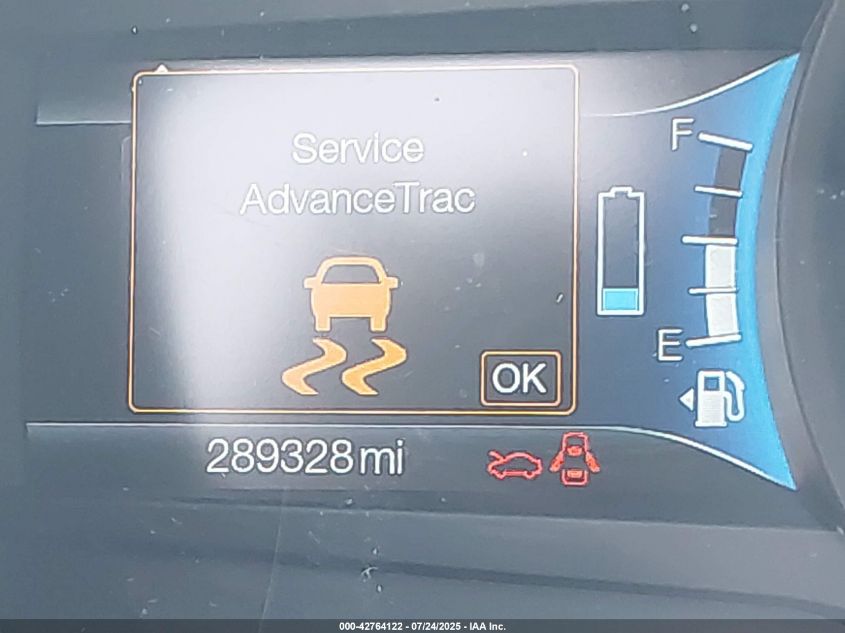 Service
AdvanceTrac
F
E
OK
289328 mi
000-42764122 - 07/24/2025 - IAA Inc.